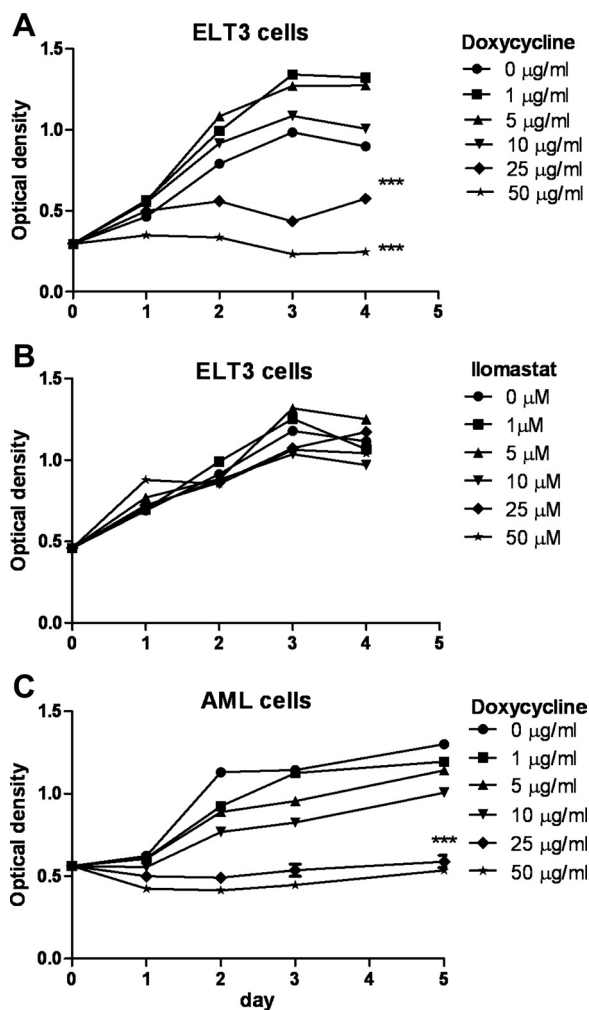 A
ELT3 cells
Doxycycline
0 μg/ml
1 μg/ml
5 μg/ml
10 μg/ml
25 μg/ml
50 μg/ml
Optical density
1.5
1.0
0.5
0.0
***
***
0 1 2 3 4 5
B
ELT3 cells
Ilomastat
0 μM
1μM
5 μM
10 μM
25 μM
50 μM
Optical density
1.5
1.0
0.5
0.0
0 1 2 3 4 5
C
AML cells
Doxycycline
0 μg/ml
1 μg/ml
5 μg/ml
10 μg/ml
25 μg/ml
50 μg/ml
Optical density
1.5
1.0
0.5
0.0
***
0 1 2 3 4 5
day